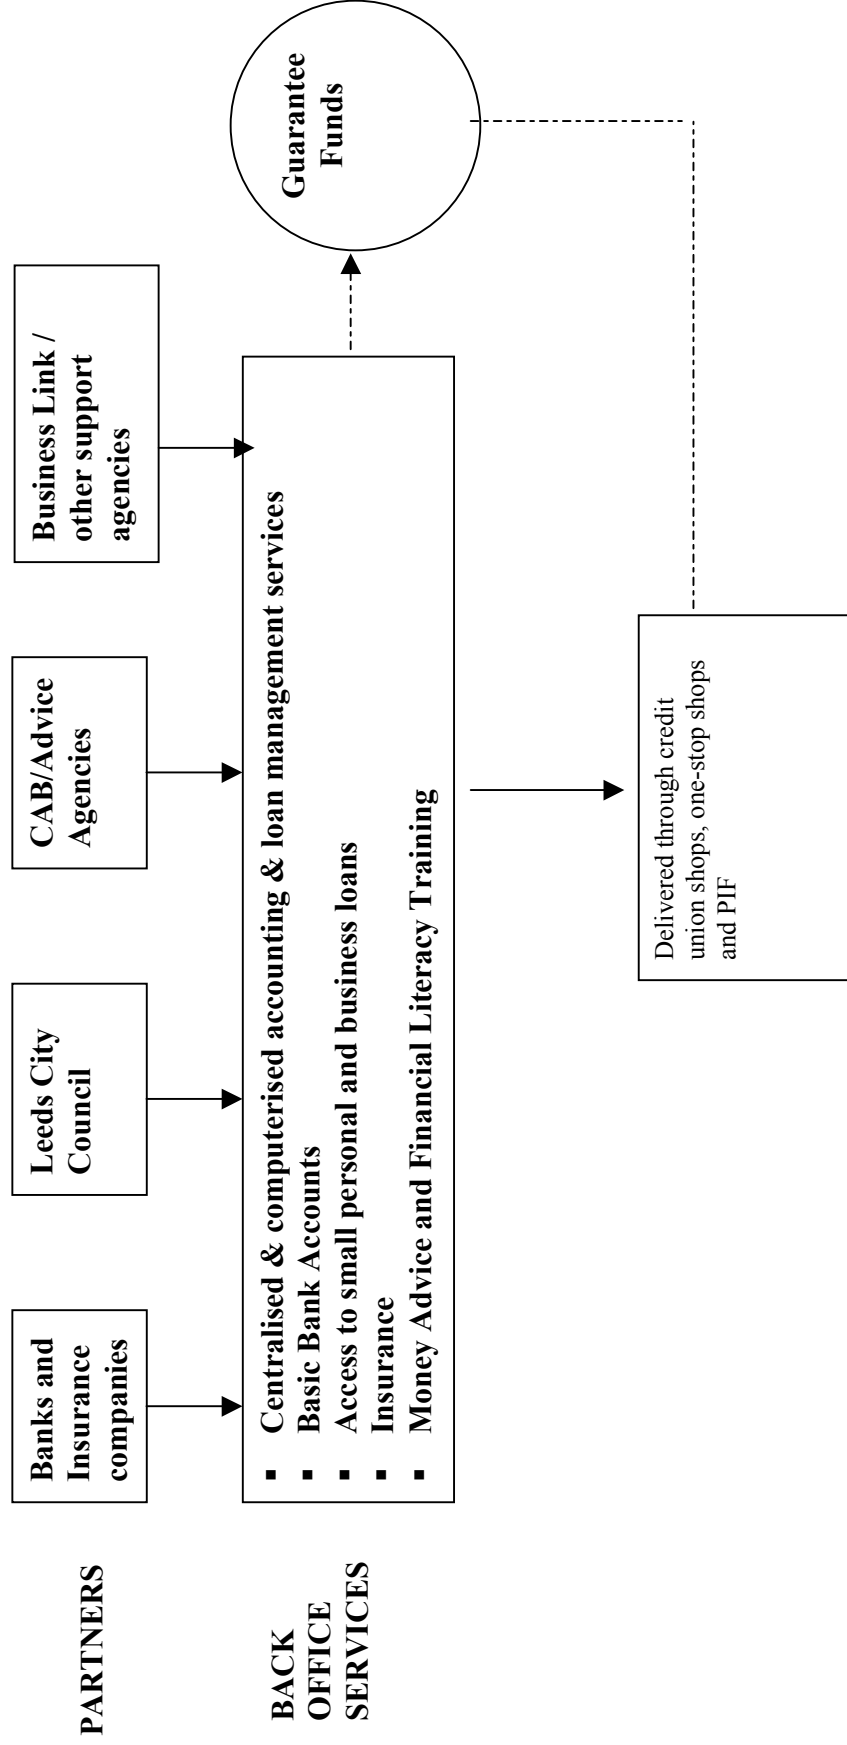 PARTNERS
Banks and
Insurance
companies
Leeds City
Council
CAB/Advice
Agencies
Business Link /
other support
agencies
BACK
OFFICE
SERVICES
▪ Centralised & computerised accounting & loan management services
▪ Basic Bank Accounts
▪ Access to small personal and business loans
▪ Insurance
▪ Money Advice and Financial Literacy Training
Guarantee
Funds
Delivered through credit
union shops, one-stop shops
and PIF